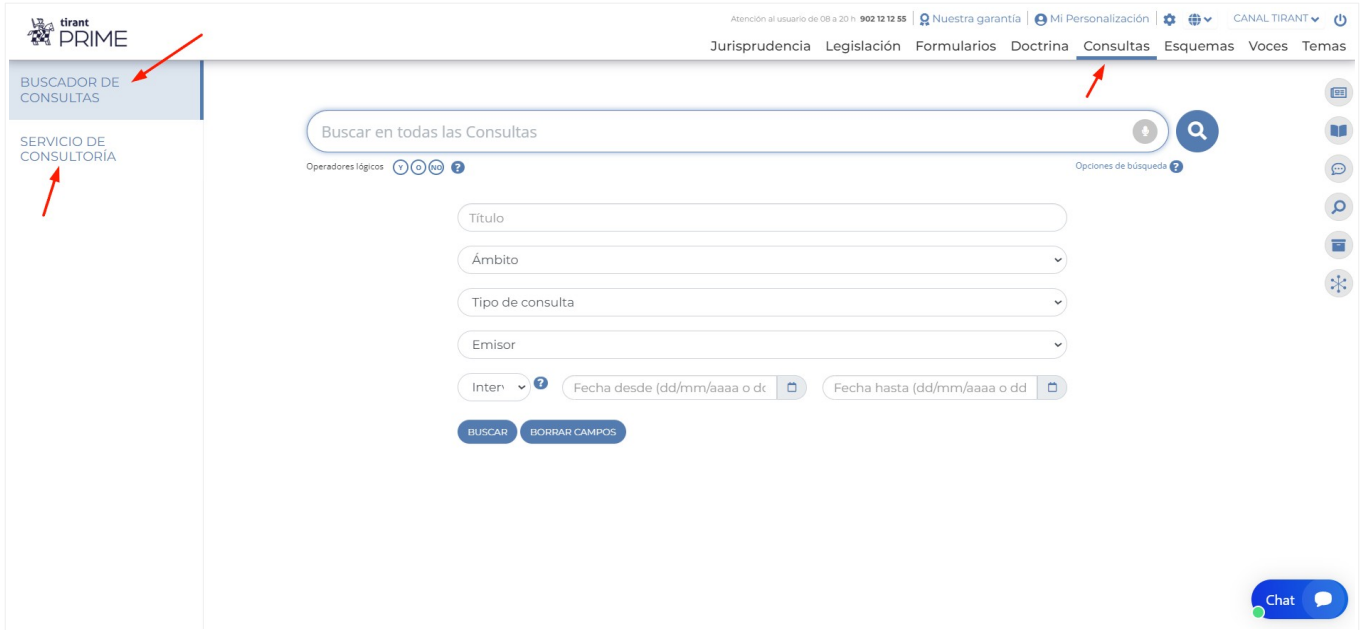 tirant
PRIME
Atención al usuario de 08 a 20 h 902 12 12 55
Nuestra garantía
Mi Personalización
CANAL TIRANT
Jurisprudencia Legislación Formularios Doctrina Consultas Esquemas Voces Temas
BUSCADOR DE
CONSULTAS
SERVICIO DE
CONSULTORÍA
Buscar en todas las Consultas
Operadores lógicos Y O NO ?
Opciones de búsqueda ?
Título
Ámbito
Tipo de consulta
Emisor
Interv ? Fecha desde (dd/mm/aaaa o dc Fecha hasta (dd/mm/aaaa o dd
BUSCAR BORRAR CAMPOS
Chat